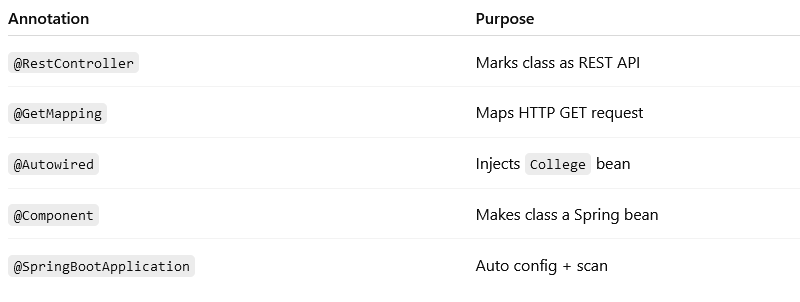 Annotation Purpose
@RestController Marks class as REST API
@GetMapping Maps HTTP GET request
@Autowired Injects College bean
@Component Makes class a Spring bean
@SpringBootApplication Auto config + scan